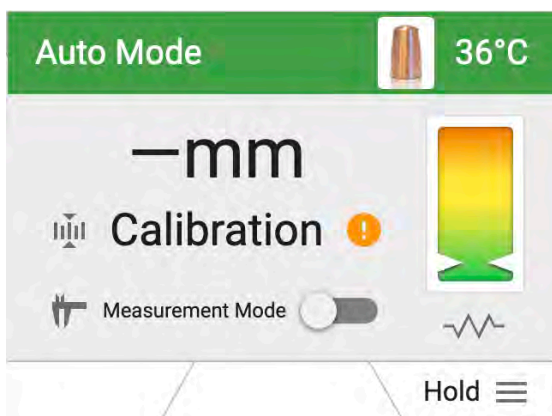 Auto Mode 36°C
—mm
Calibration
Measurement Mode
Hold